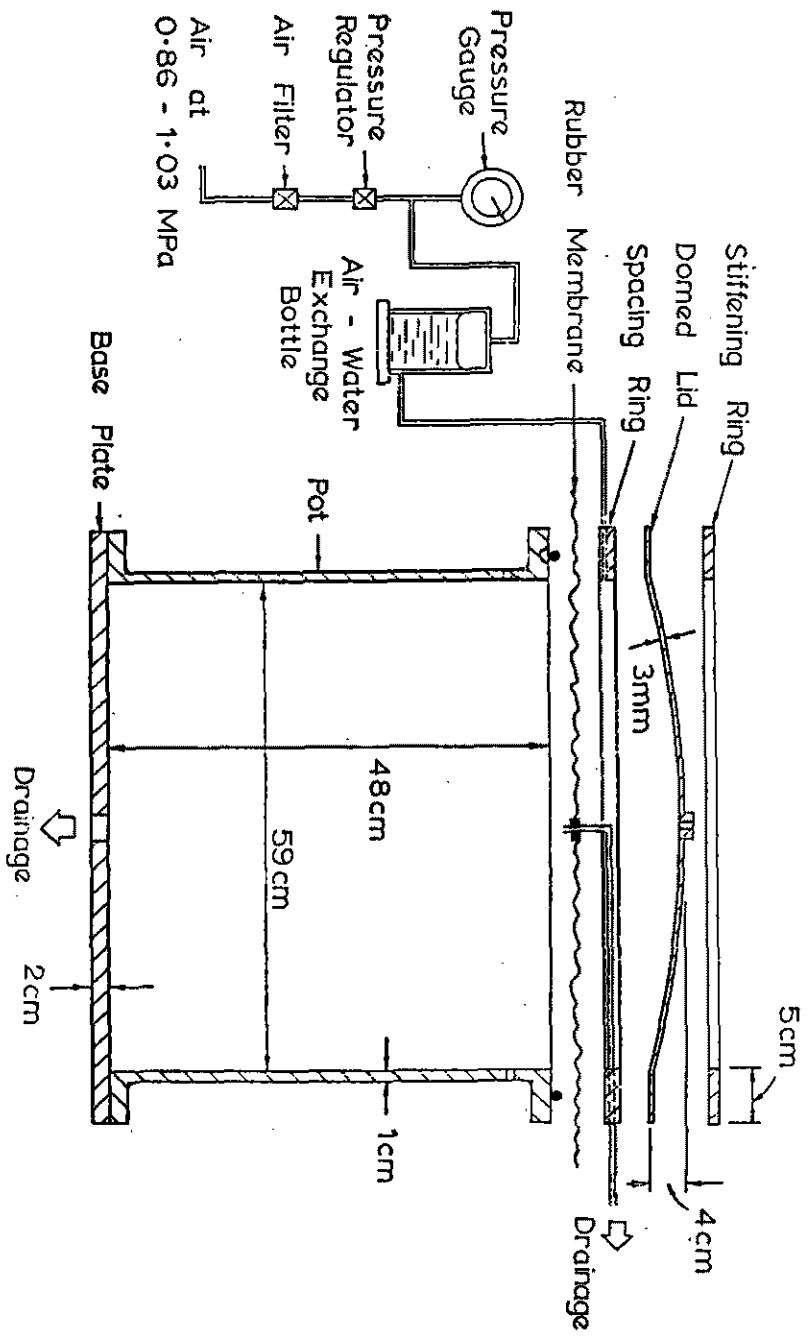 Stiffening Ring
Domed Lid
Spacing Ring
Rubber Membrane
Pressure
Gauge
Pressure
Regulator
Air Filter
Air at
0·86 - 1·03 MPa
Air - Water
Exchange
Bottle
Base Plate
Pot
3mm
48cm
59cm
5cm
4cm
1cm
2cm
Drainage
Drainage